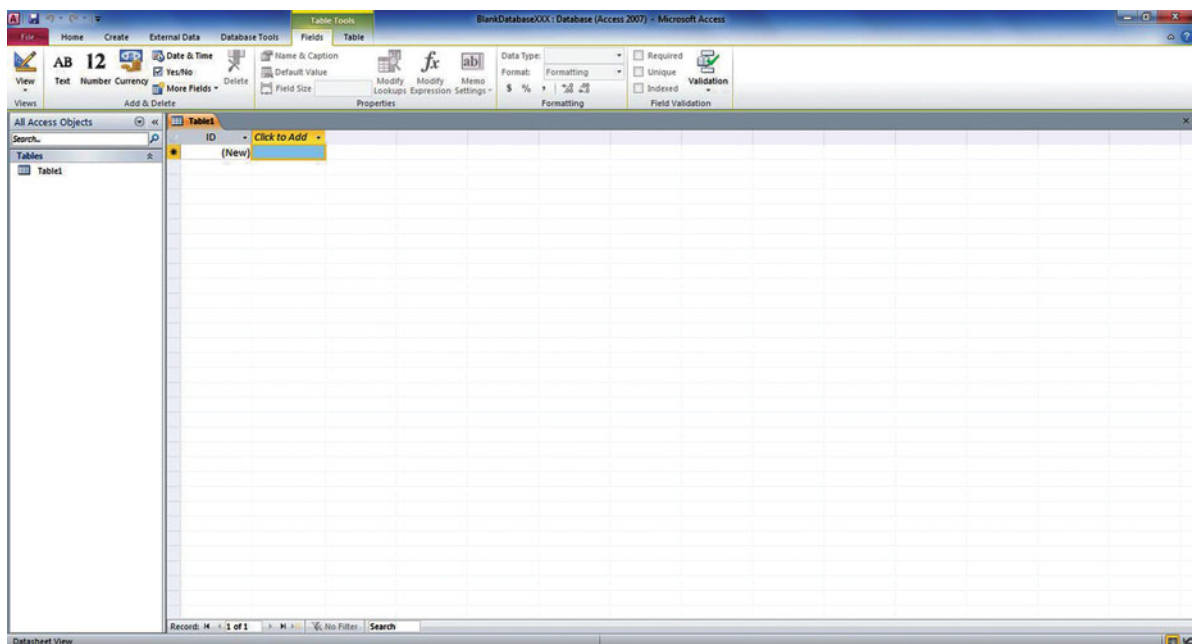 Table Tools
BlankDatabaseXXX : Database (Access 2007) - Microsoft Access
File Home Create External Data Database Tools Fields Table
View
AB Text
12 Number
Currency
Date & Time
Yes/No
More Fields
Delete
Name & Caption
Default Value
Field Size
Modify Lookups
fx Modify Expression
ab Memo Settings
Data Type:
Format: Formatting
$ % ,
Required
Unique
Indexed
Validation
Views Add & Delete Properties Formatting Field Validation
All Access Objects
Search...
Tables
Table1
Table1
ID Click to Add
(New)
Record: 1 of 1 No Filter Search
Datasheet View